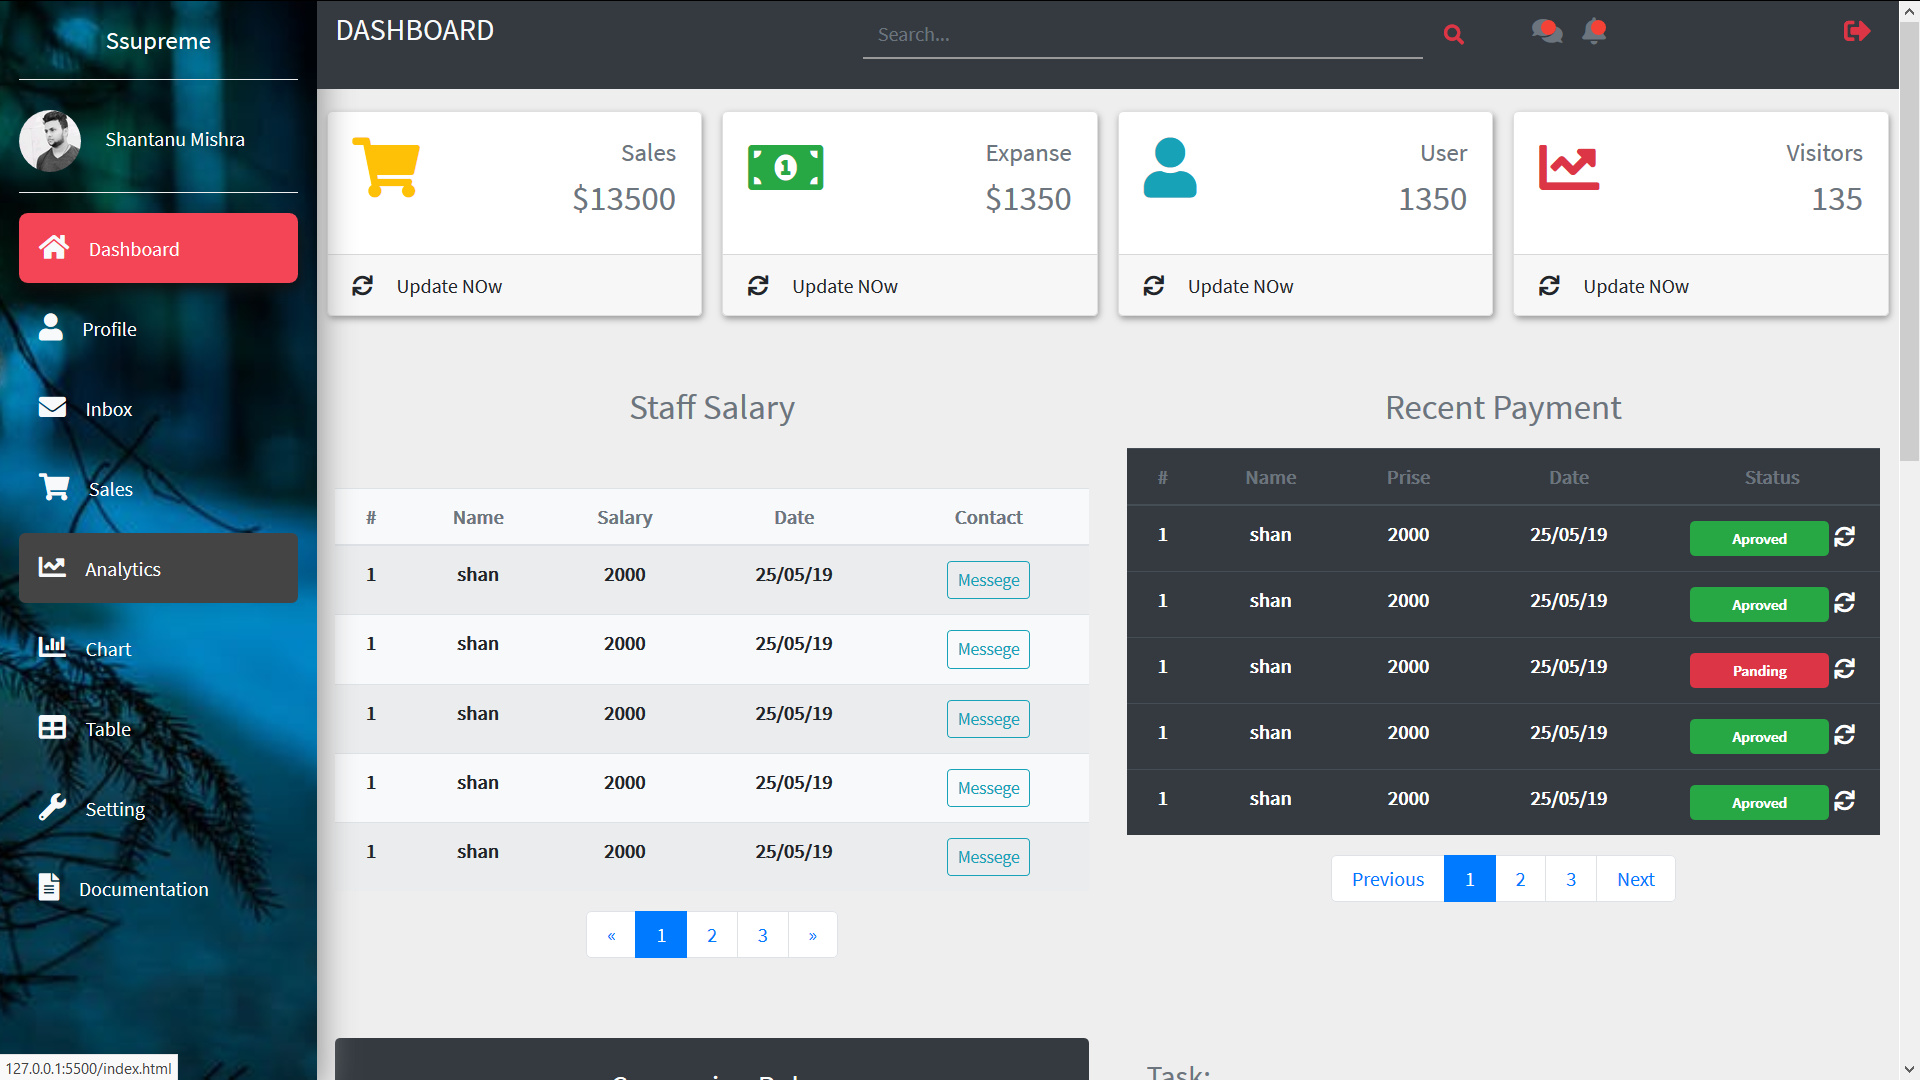 Ssupreme
Shantanu Mishra
Dashboard
Profile
Inbox
Sales
Analytics
Chart
Table
Setting
Documentation
127.0.0.1:5500/index.html
DASHBOARD
Search...
Sales
$13500
Update NOw
Expanse
$1350
Update NOw
User
1350
Update NOw
Visitors
135
Update NOw
Staff Salary
# Name Salary Date Contact
1 shan 2000 25/05/19 Messege
1 shan 2000 25/05/19 Messege
1 shan 2000 25/05/19 Messege
1 shan 2000 25/05/19 Messege
1 shan 2000 25/05/19 Messege
« 1 2 3 »
Recent Payment
# Name Prise Date Status
1 shan 2000 25/05/19 Aproved
1 shan 2000 25/05/19 Aproved
1 shan 2000 25/05/19 Panding
1 shan 2000 25/05/19 Aproved
1 shan 2000 25/05/19 Aproved
Previous 1 2 3 Next
Task: